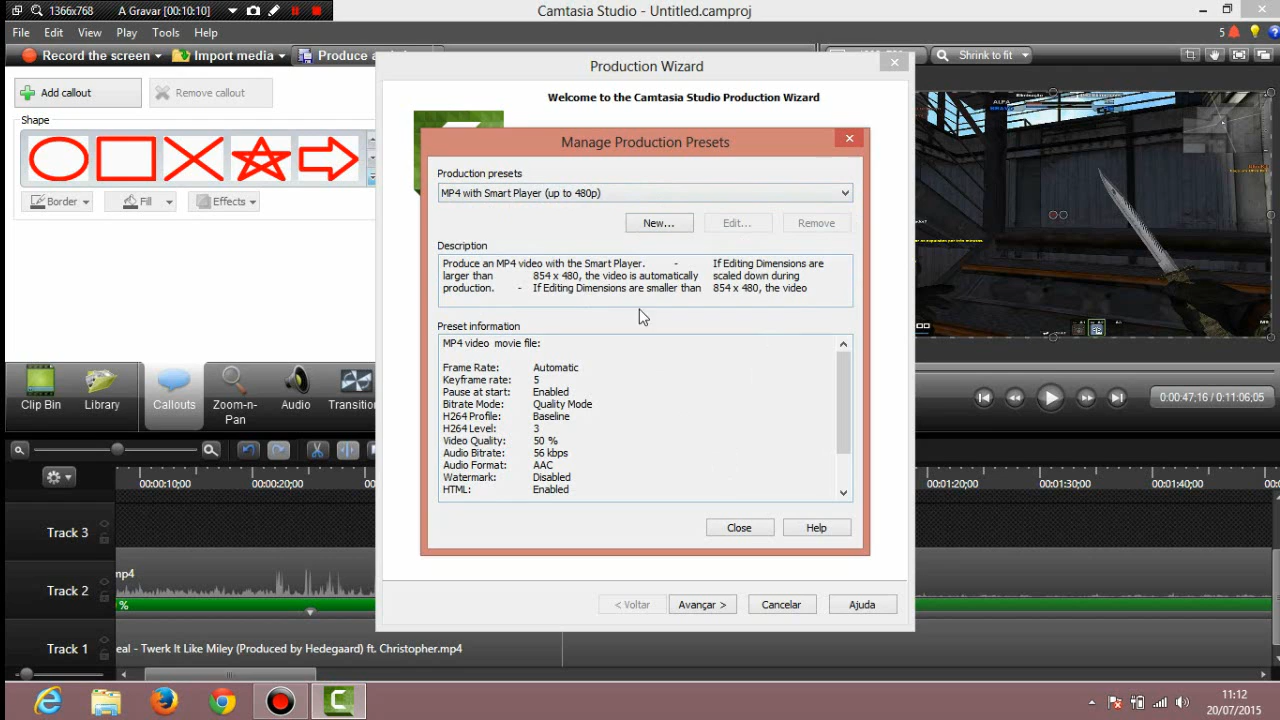 1366x768 A Gravar [00:10:10]
Camtasia Studio - Untitled.camproj
File Edit View Play Tools Help
5
Record the screen Import media Produce a
Shrink to fit
Production Wizard
Welcome to the Camtasia Studio Production Wizard
Add callout Remove callout
Shape
Border Fill Effects
Manage Production Presets
Production presets
MP4 with Smart Player (up to 480p)
New... Edit... Remove
Description
Produce an MP4 video with the Smart Player. - If Editing Dimensions are
larger than 854 x 480, the video is automatically scaled down during
production. - If Editing Dimensions are smaller than 854 x 480, the video
Preset information
MP4 video movie file:
Frame Rate: Automatic
Keyframe rate: 5
Pause at start: Enabled
Bitrate Mode: Quality Mode
H264 Profile: Baseline
H264 Level: 3
Video Quality: 50 %
Audio Bitrate: 56 kbps
Audio Format: AAC
Watermark: Disabled
HTML: Enabled
Close Help
< Voltar Avançar > Cancelar Ajuda
ALFA
Clip Bin Library Callouts Zoom-n-Pan Audio Transition
0:00:47,16 / 0:11:06,05
00:00:10;00 00:00:20;00 00:00:30;00 00:01:20;00 00:01:30;00 00:01:40;00 00:0
Track 3
Track 2
mp4
%
Track 1
eal - Twerk It Like Miley (Produced by Hedegaard) ft. Christopher.mp4
11:12
20/07/2015